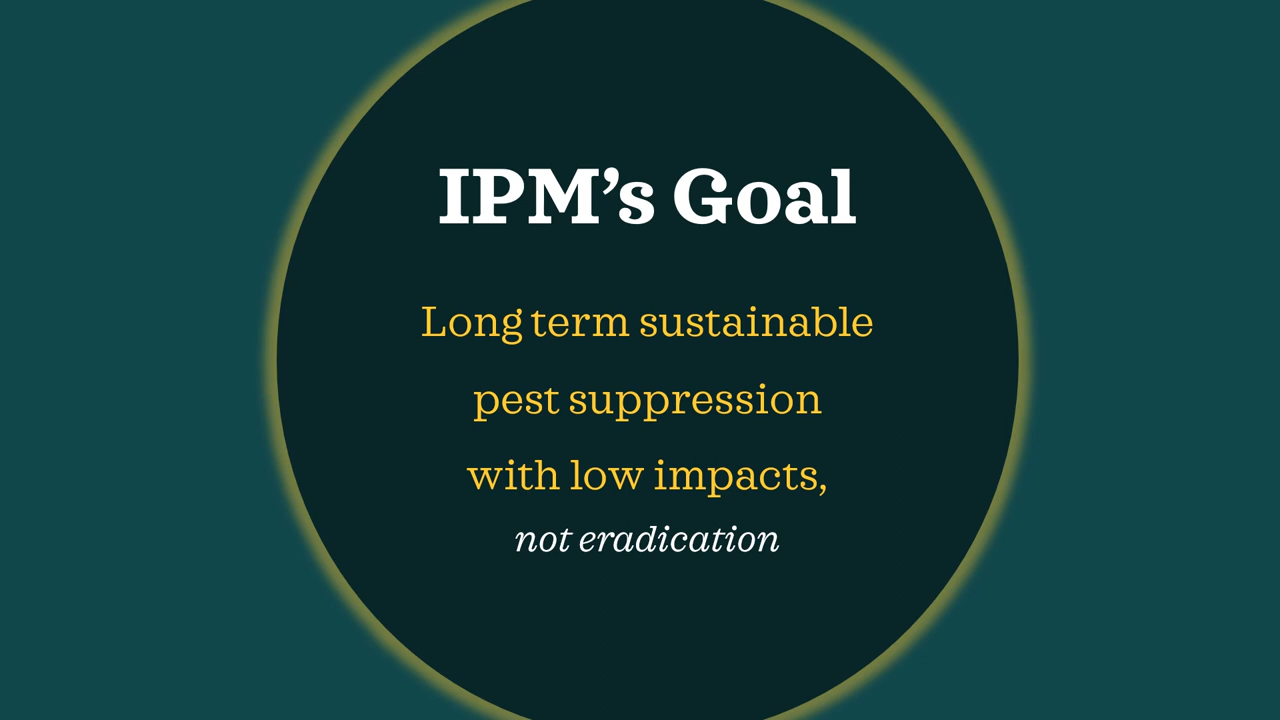 IPM’s Goal
Long term sustainable
pest suppression
with low impacts,
not eradication